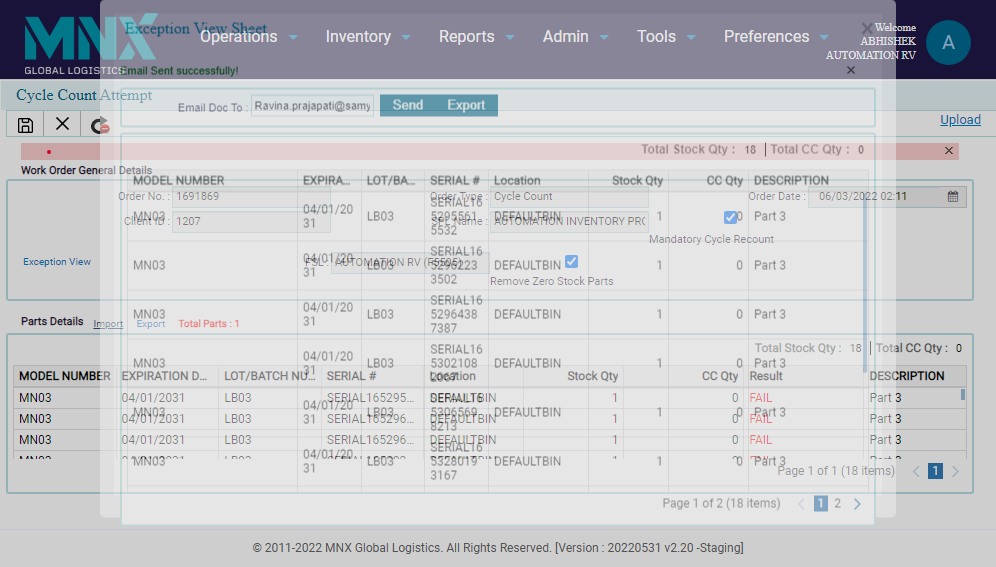 MNX
GLOBAL LOGISTICS
Operations Inventory Reports Admin Tools Preferences
Welcome
ABHISHEK
AUTOMATION RV
A
Exception View Sheet
Email Sent successfully!
Email Doc To : Ravina.prajapati@samy Send Export
Total Stock Qty : 18 Total CC Qty : 0
MODEL NUMBER EXPIRA... LOT/BA... SERIAL # Location Stock Qty CC Qty DESCRIPTION
MN03 04/01/2031 LB03 SERIAL1652955615532 DEFAULTBIN 1 0 Part 3
MN03 04/01/2031 LB03 SERIAL1652962233502 DEFAULTBIN 1 0 Part 3
MN03 04/01/2031 LB03 SERIAL1652964387387 DEFAULTBIN 1 0 Part 3
MN03 04/01/2031 LB03 SERIAL165302108 DEFAULTBIN 1 0 Part 3
MN03 04/01/2031 LB03 SERIAL1653065698213 DEFAULTBIN 1 0 Part 3
MN03 04/01/2031 LB03 SERIAL1653280193167 DEFAULTBIN 1 0 Part 3
Page 1 of 2 (18 items) 1 2
Cycle Count Attempt
Upload
Work Order General Details
Order No. : 1691869 Order Type : Cycle Count Order Date : 06/03/2022 02:11
Client ID : 1207 SPL Name : AUTOMATION INVENTORY PRO
Mandatory Cycle Recount
Exception View FSL : AUTOMATION RV (F5505)
Remove Zero Stock Parts
Parts Details Import Export Total Parts : 1
Total Stock Qty : 18 Total CC Qty : 0
MODEL NUMBER EXPIRATION D... LOT/BATCH NU... SERIAL # Location Stock Qty CC Qty Result DESCRIPTION
MN03 04/01/2031 LB03 SERIAL165295... DEFAULTBIN 1 0 FAIL Part 3
MN03 04/01/2031 LB03 SERIAL165296... DEFAULTBIN 1 0 FAIL Part 3
MN03 04/01/2031 LB03 SERIAL165296... DEFAULTBIN 1 0 FAIL Part 3
Page 1 of 1 (18 items) 1
© 2011-2022 MNX Global Logistics. All Rights Reserved. [Version : 20220531 v2.20 -Staging]